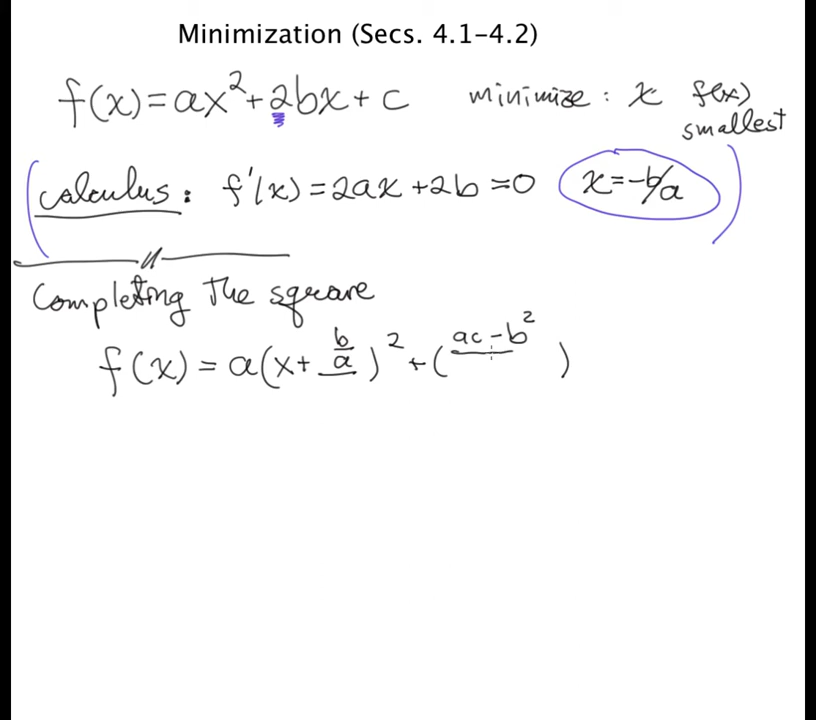 Minimization (Secs. 4.1-4.2)
f(x) = ax² + 2bx + c minimize : x f(x) smallest
(calculus : f'(x) = 2ax + 2b = 0 x = -b/a)
Completing the square
f(x) = a(x + b/a)² + (ac - b²/ )